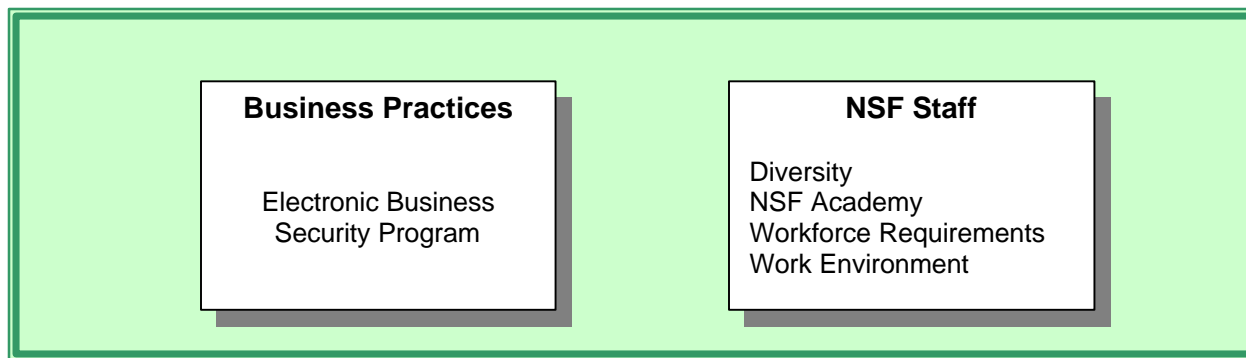 Business Practices
Electronic Business
Security Program
NSF Staff
Diversity
NSF Academy
Workforce Requirements
Work Environment